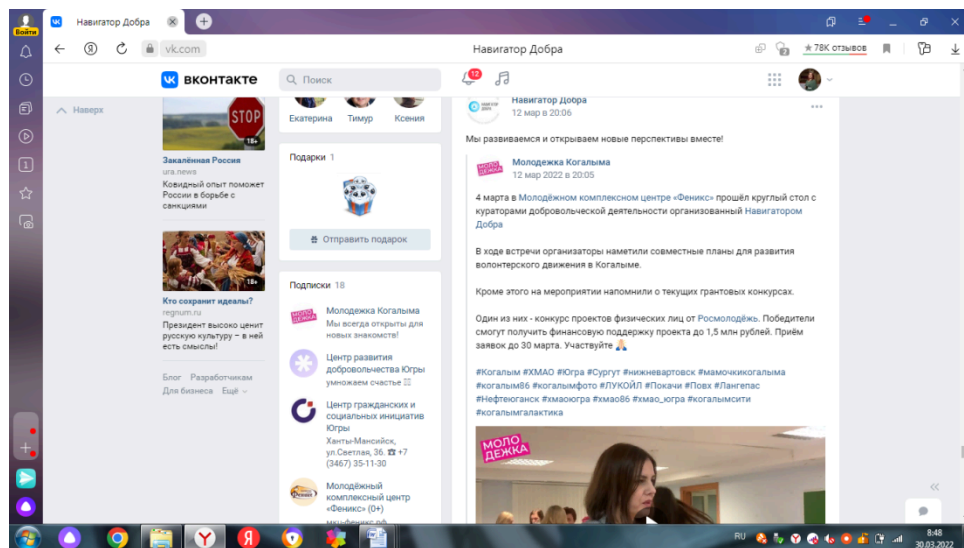 Войти
Навигатор Добра
vk.com
Навигатор Добра
78К отзывов
вконтакте
Поиск
12
Наверх
STOP
18+
Закалённая Россия
ura.news
Ковидный опыт поможет
России в борьбе с
санкциями
18+
Кто сохранит идеалы?
regnum.ru
Президент высоко ценит
русскую культуру – в ней
есть смыслы!
Блог Разработчикам
Для бизнеса Ещё
Екатерина Тимур Ксения
Подарки 1
Отправить подарок
Подписки 18
Молодежка Когалыма
Мы всегда открыты для
новых знакомств!
Центр развития
добровольчества Югры
умножаем счастье
Центр гражданских и
социальных инициатив
Югры
Ханты-Мансийск,
ул.Светлая, 36. ☎ +7
(3467) 35-11-30
Молодёжный
комплексный центр
«Феникс» (0+)
мкц-феникс.рф
Навигатор Добра
12 мар в 20:06
Мы развиваемся и открываем новые перспективы вместе!
МОЛОДЕЖКА
Молодежка Когалыма
12 мар 2022 в 20:05
4 марта в Молодёжном комплексном центре «Феникс» прошёл круглый стол с
кураторами добровольческой деятельности организованный Навигатором
Добра
В ходе встречи организаторы наметили совместные планы для развития
волонтерского движения в Когалыме.
Кроме этого на мероприятии напомнили о текущих грантовых конкурсах.
Один из них - конкурс проектов физических лиц от Росмолодёжь. Победители
смогут получить финансовую поддержку проекта до 1,5 млн рублей. Приём
заявок до 30 марта. Участвуйте 🙏
#Когалым #ХМАО #Югра #Сургут #нижневартовск #мамочкикогалыма
#когалым86 #когалымфото #ЛУКОЙЛ #Покачи #Повх #Лангепас
#Нефтеюганск #хмаоюгра #хмао86 #хмао_югра #когалымсити
#когалымгалактика
МОЛО
ДЕЖКА
RU
8:48
30.03.2022